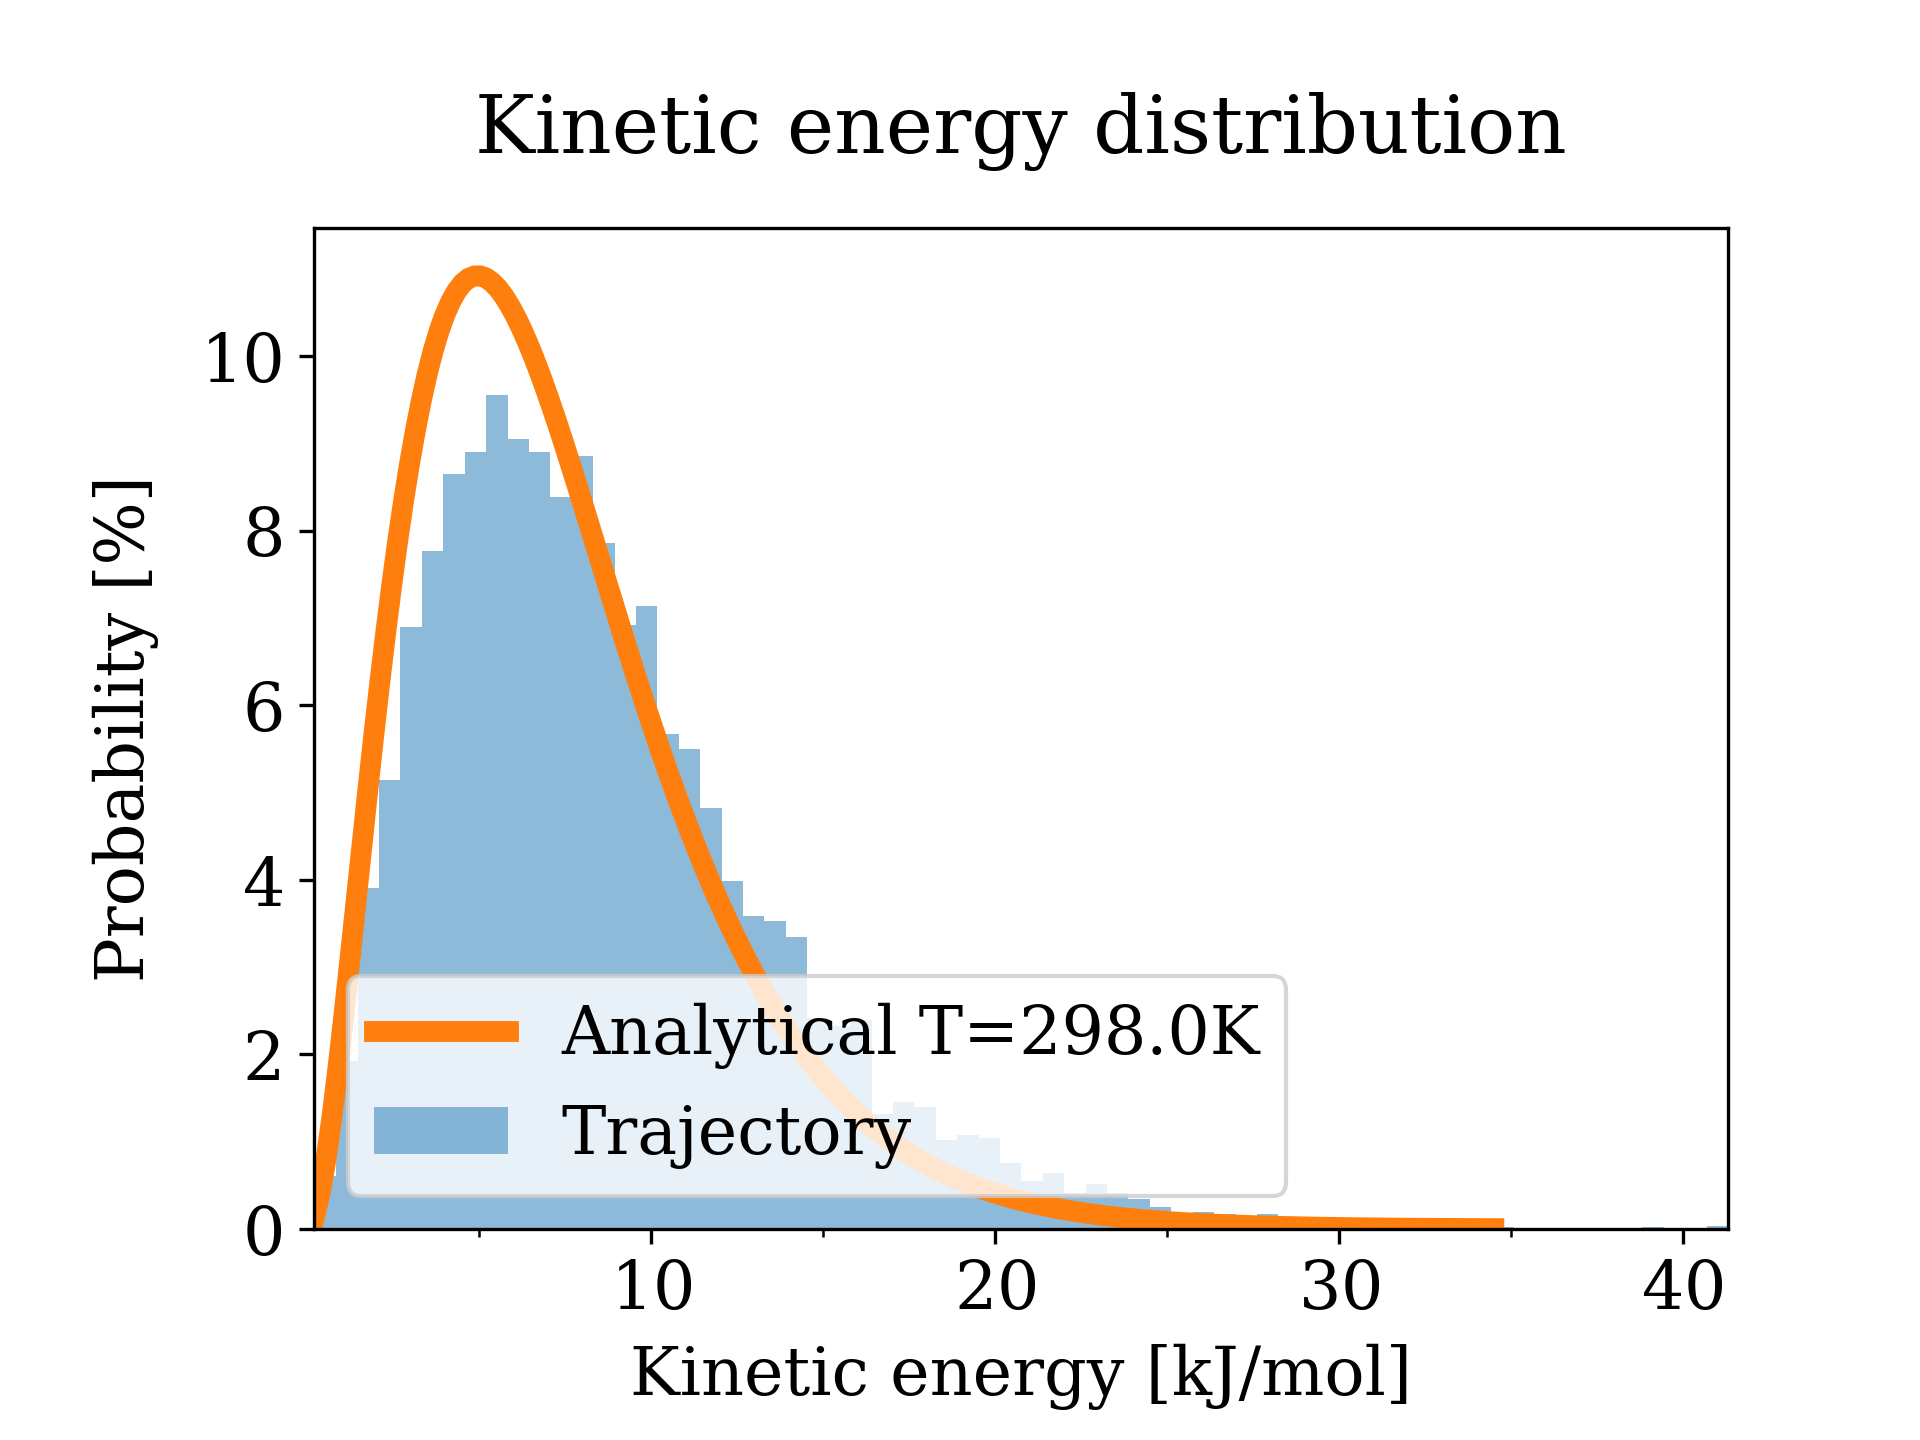 Kinetic energy distribution
Probability [%]
10
8
6
4
2
0
Analytical T=298.0K
Trajectory
10 20 30 40
Kinetic energy [kJ/mol]